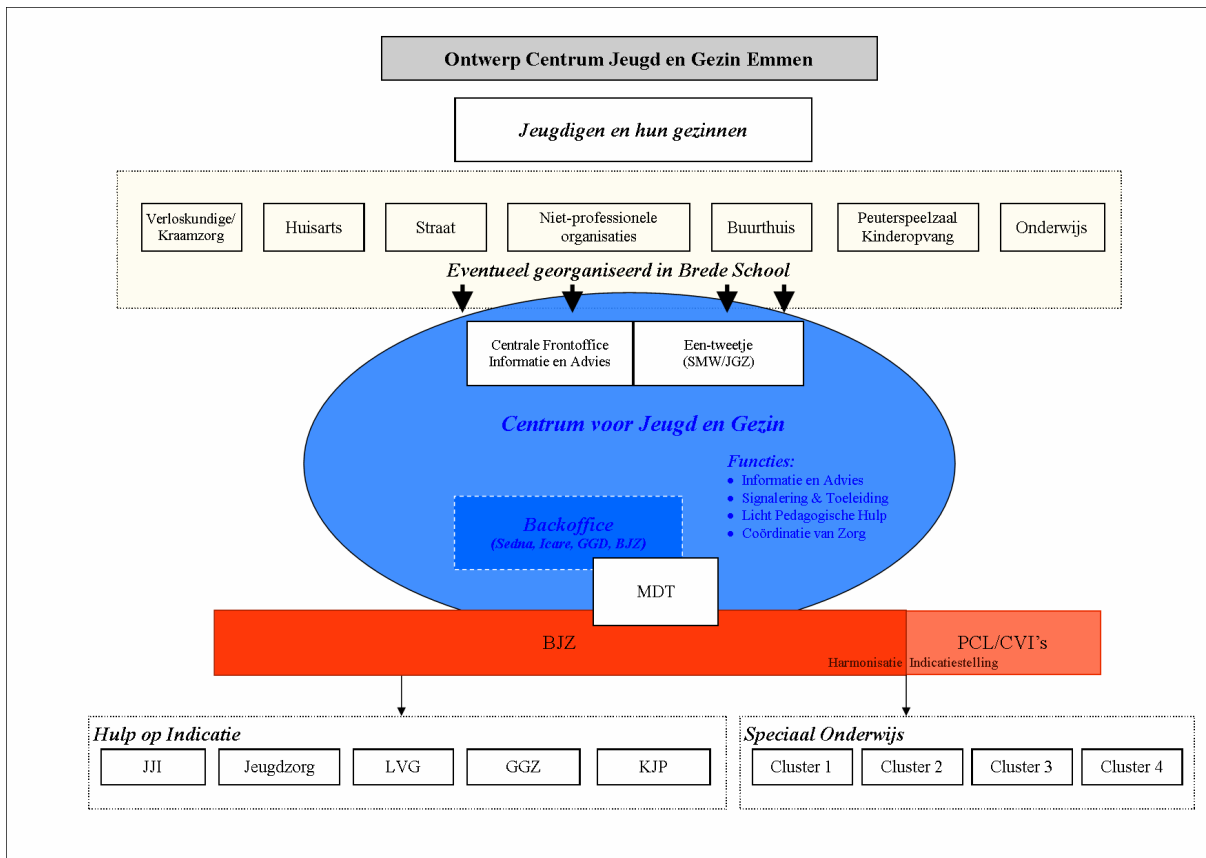 Ontwerp Centrum Jeugd en Gezin Emmen
Jeugdigen en hun gezinnen
Verloskundige/
Kraamzorg
Huisarts
Straat
Niet-professionele
organisaties
Buurthuis
Peuterspeelzaal
Kinderopvang
Onderwijs
Eventueel georganiseerd in Brede School
Centrale Frontoffice
Informatie en Advies
Een-tweetje
(SMW/JGZ)
Centrum voor Jeugd en Gezin
Functies:
● Informatie en Advies
● Signalering & Toeleiding
● Licht Pedagogische Hulp
● Coördinatie van Zorg
Backoffice
(Sedna, Icare, GGD, BJZ)
MDT
BJZ
PCL/CVI's
Harmonisatie Indicatiestelling
Hulp op Indicatie
JJI
Jeugdzorg
LVG
GGZ
KJP
Speciaal Onderwijs
Cluster 1
Cluster 2
Cluster 3
Cluster 4